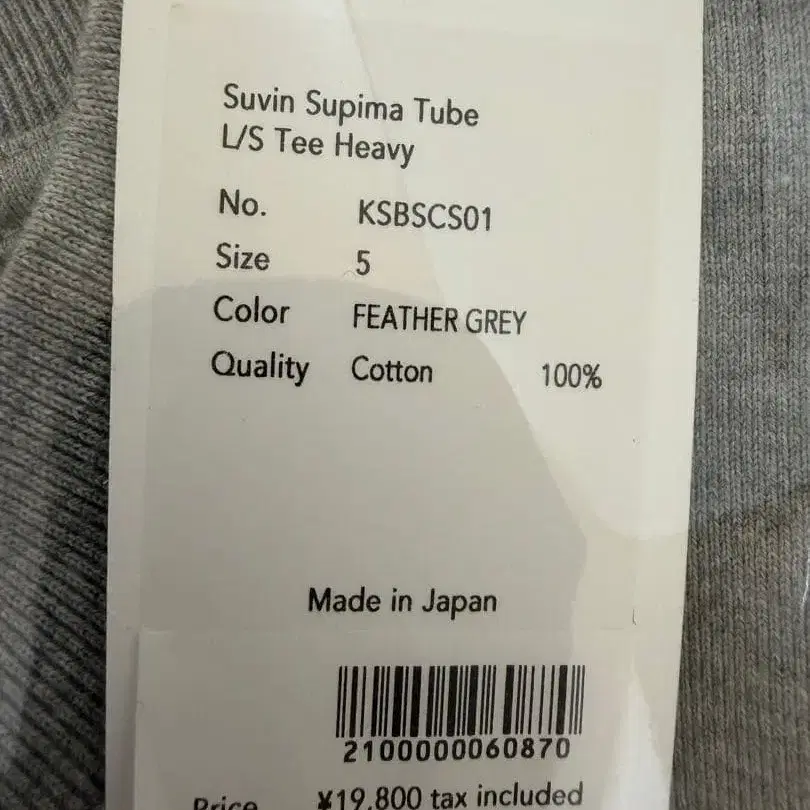 Suvin Supima Tube
L/S Tee Heavy
No. KSBSCS01
Size 5
Color FEATHER GREY
Quality Cotton 100%
Made in Japan
2100000060870
Price ¥19,800 tax included